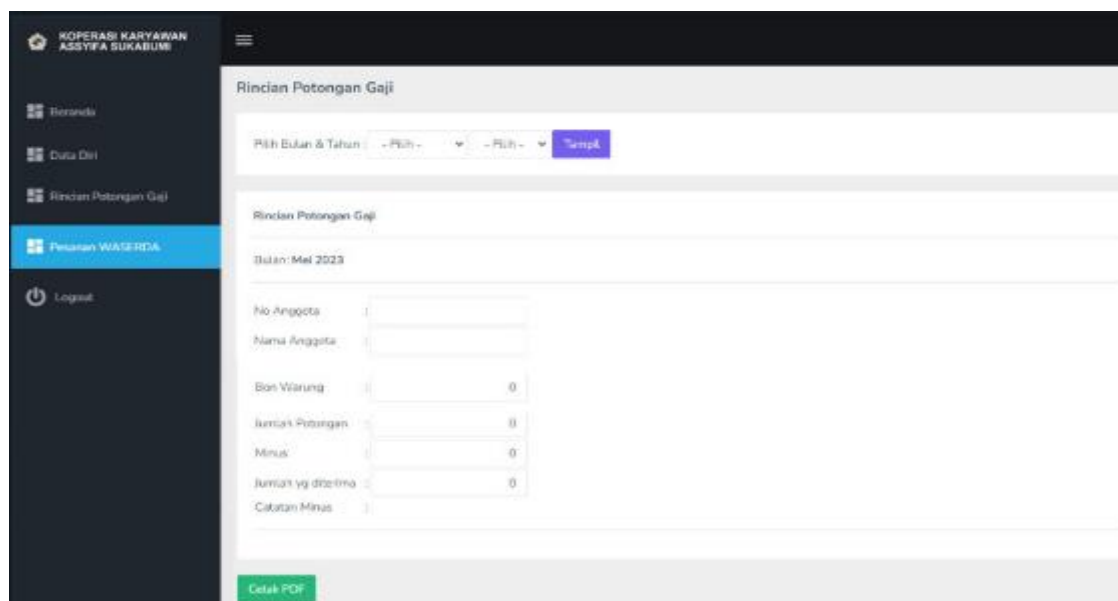 KOPERASI KARYAWAN
ASSYIFA SUKABUMI
Beranda
Data Diri
Rincian Potongan Gaji
Pesanan WASERDA
Logout
Rincian Potongan Gaji
Pilih Bulan & Tahun : - Pilih - - Pilih - Tampil
Rincian Potongan Gaji
Bulan: Mei 2023
No Anggota :
Nama Anggota :
Bon Warung : 0
Jumlah Potongan : 0
Minus : 0
Jumlah yg diterima : 0
Catatan Minus :
Cetak PDF